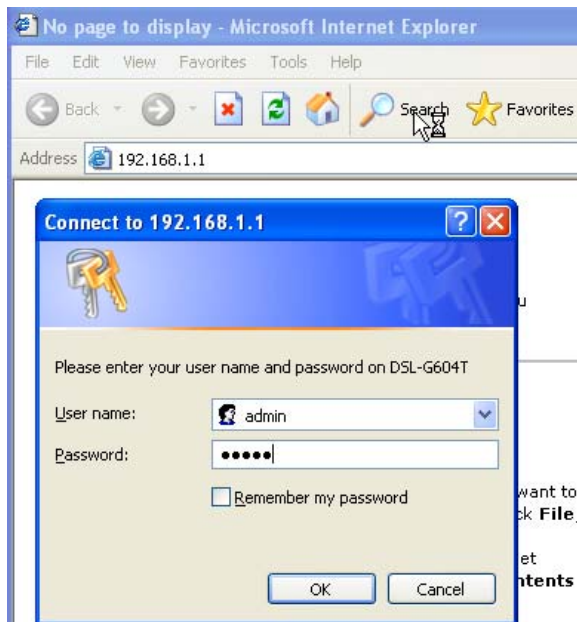 No page to display - Microsoft Internet Explorer
File Edit View Favorites Tools Help
Back Search Favorites
Address 192.168.1.1
Connect to 192.168.1.1
u
Please enter your user name and password on DSL-G604T
User name: admin
Password: •••••
Remember my password
want to
ck File,
et
OK Cancel
ntents